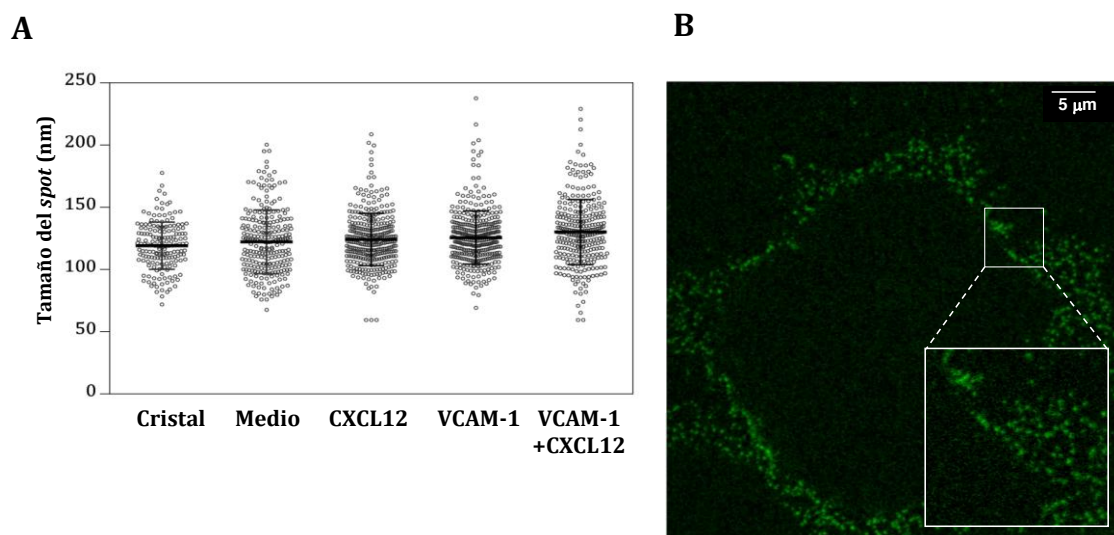 A
B
Tamaño del spot (nm)
250
200
150
100
50
0
Cristal
Medio
CXCL12
VCAM-1
VCAM-1
+CXCL12
5 µm